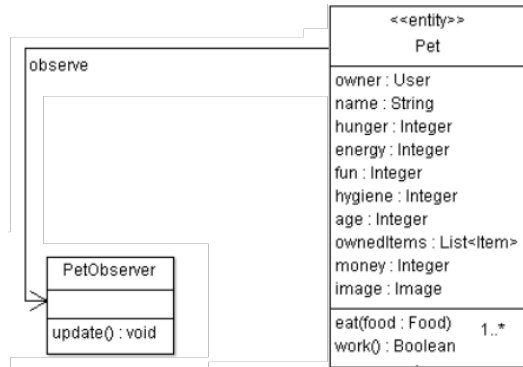 <<entity>>
Pet
observe
owner : User
name : String
hunger : Integer
energy : Integer
fun : Integer
hygiene : Integer
age : Integer
ownedItems : List<Item>
money : Integer
image : Image
eat(food : Food)
1..*
work() : Boolean
PetObserver
update() : void